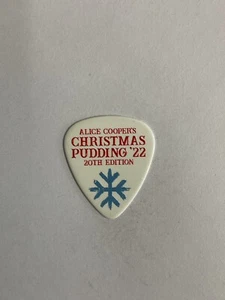 ALICE COOPER'S
CHRISTMAS
PUDDING '22
20TH EDITION